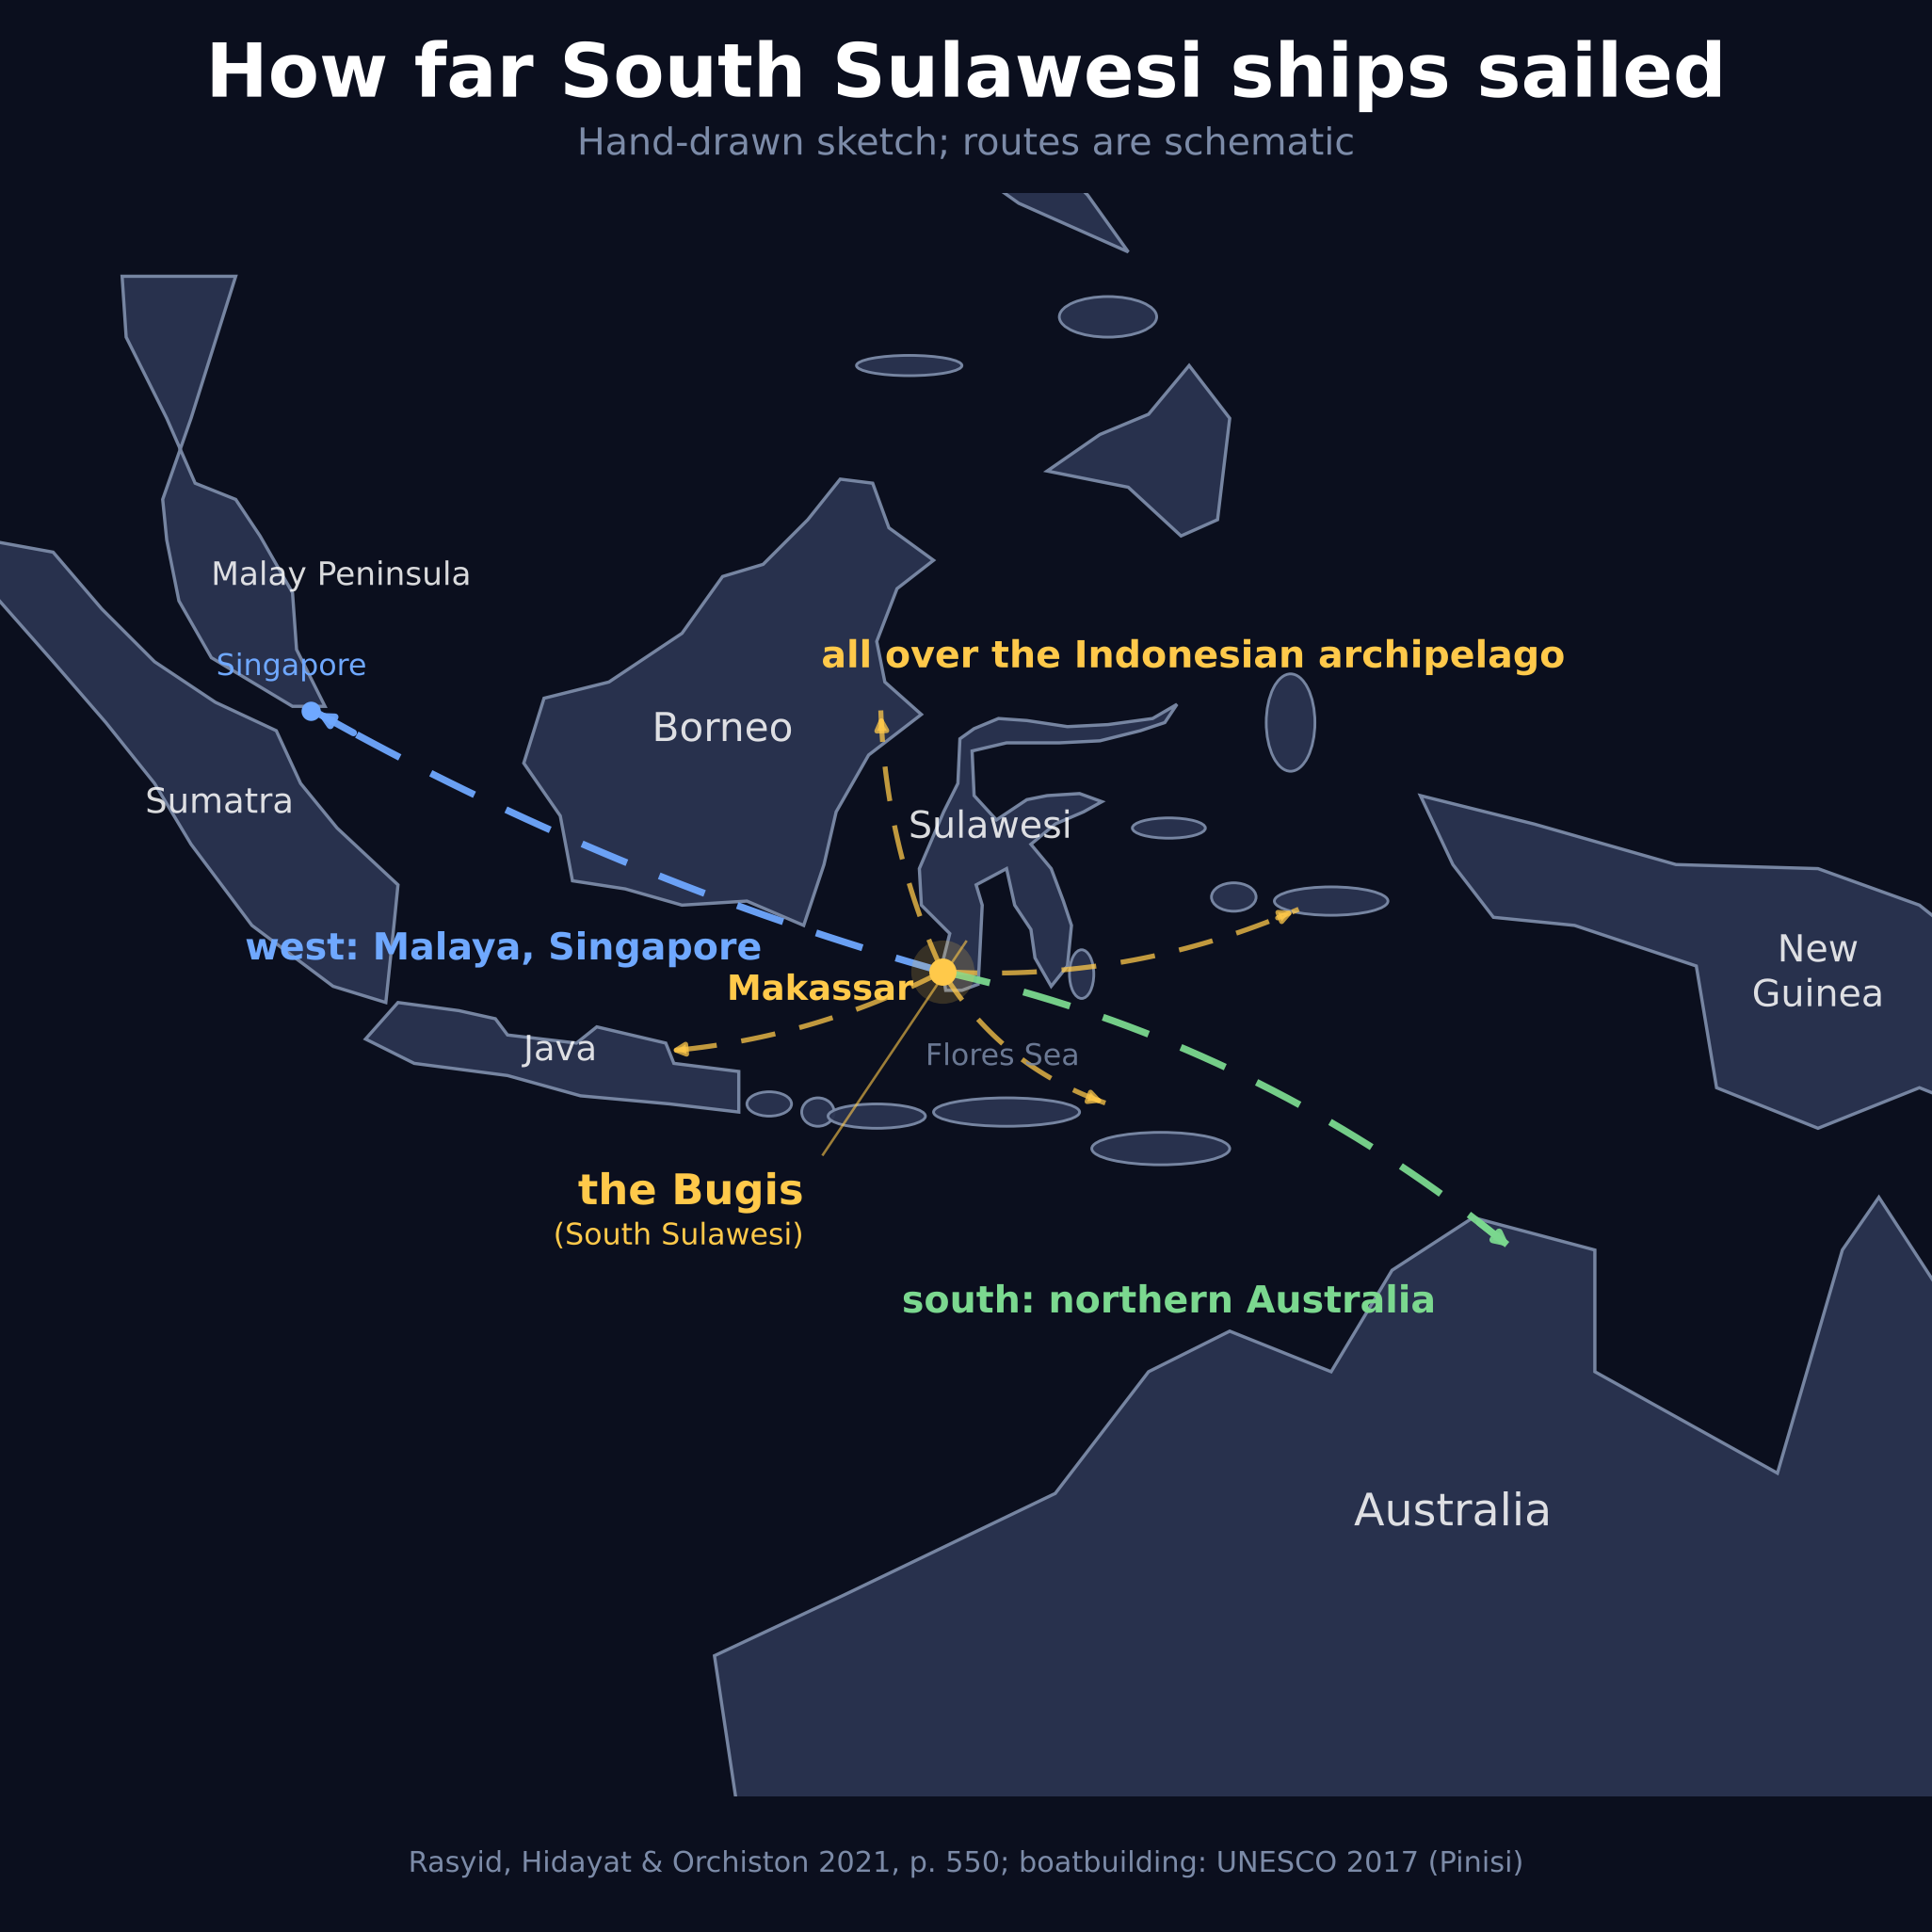 How far South Sulawesi ships sailed
Hand-drawn sketch; routes are schematic
Malay Peninsula
Singapore
all over the Indonesian archipelago
Borneo
Sumatra
Sulawesi
west: Malaya, Singapore
Makassar
New
Guinea
Java
Flores Sea
the Bugis
(South Sulawesi)
south: northern Australia
Australia
Rasyid, Hidayat & Orchiston 2021, p. 550; boatbuilding: UNESCO 2017 (Pinisi)